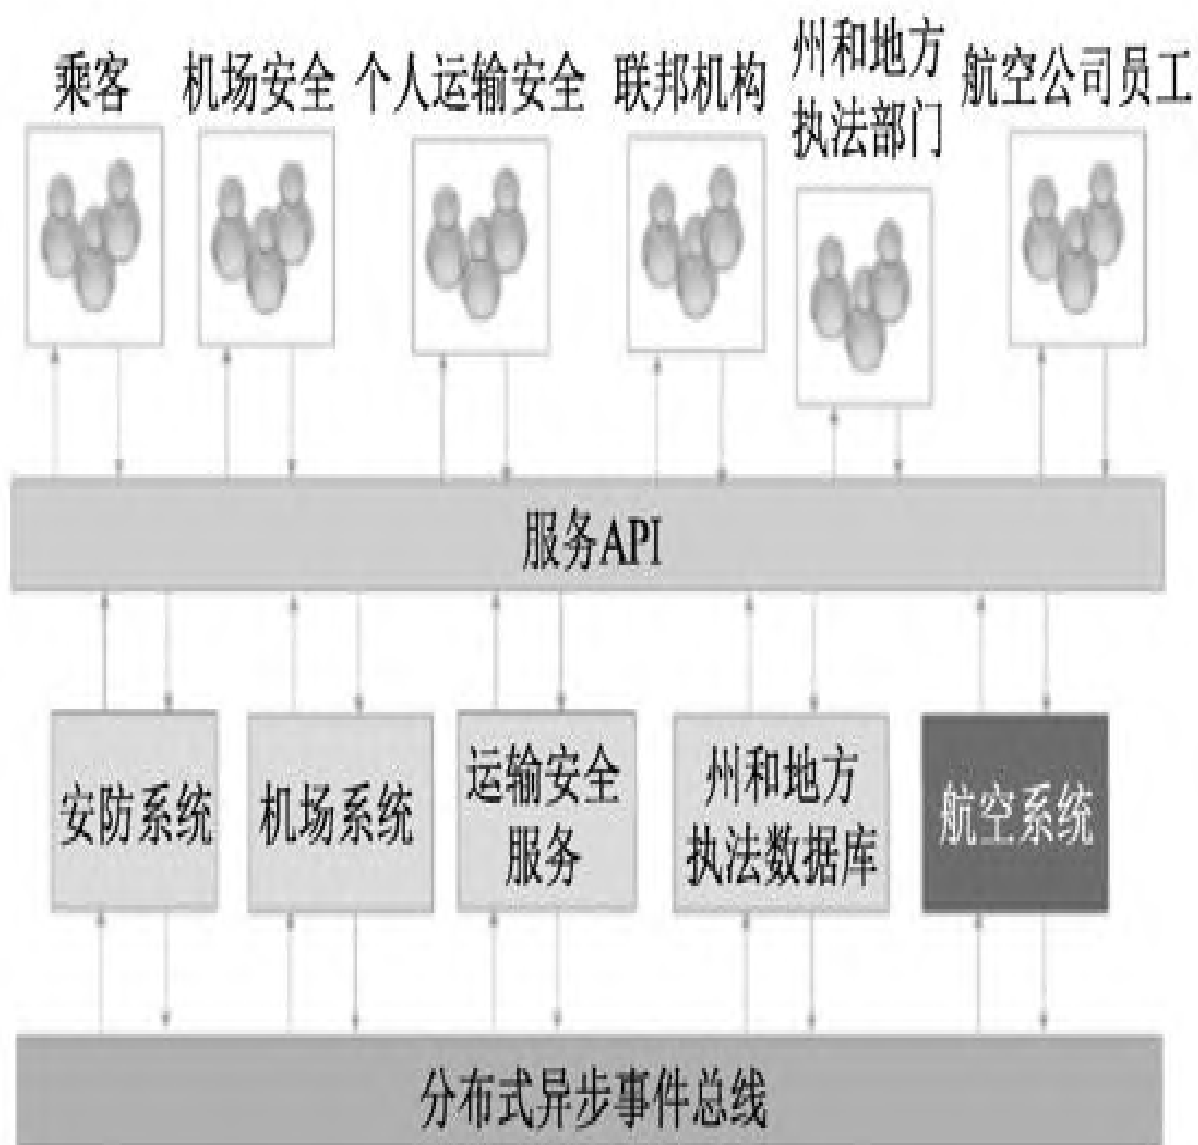 乘客
机场安全
个人运输安全
联邦机构
州和地方
执法部门
航空公司员工
服务API
安防系统
机场系统
运输安全
服务
州和地方
执法数据库
航空系统
分布式异步事件总线